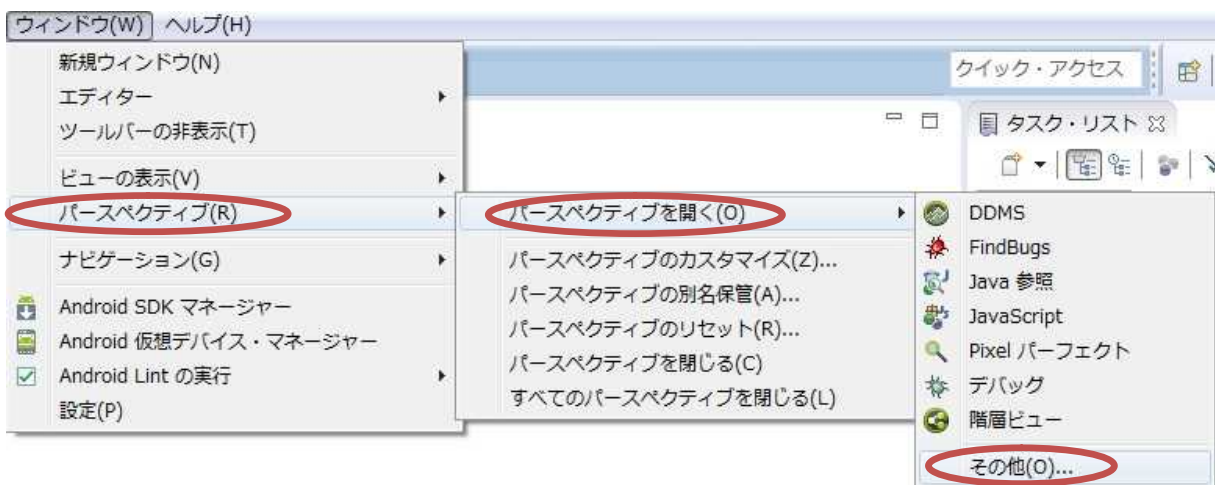 ウィンドウ(W) ヘルプ(H)
新規ウィンドウ(N)
エディター
ツールバーの非表示(T)
ビューの表示(V)
パースペクティブ(R)
ナビゲーション(G)
Android SDK マネージャー
Android 仮想デバイス・マネージャー
Android Lint の実行
設定(P)
クイック・アクセス
タスク・リスト
パースペクティブを開く(O)
パースペクティブのカスタマイズ(Z)...
パースペクティブの別名保管(A)...
パースペクティブのリセット(R)...
パースペクティブを閉じる(C)
すべてのパースペクティブを閉じる(L)
DDMS
FindBugs
Java 参照
JavaScript
Pixel パーフェクト
デバッグ
階層ビュー
その他(O)...